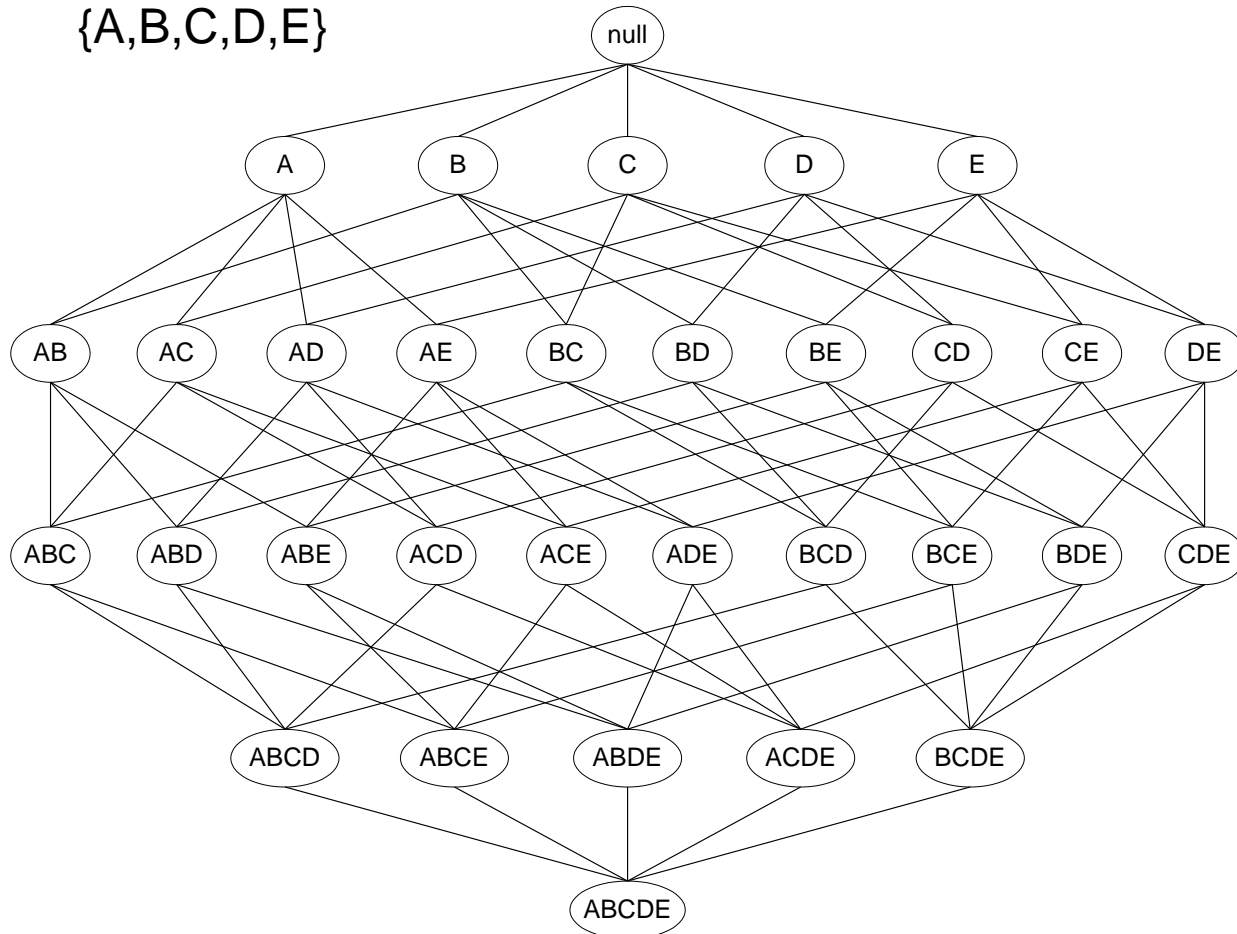 {A,B,C,D,E}
null
A B C D E
AB AC AD AE BC BD BE CD CE DE
ABC ABD ABE ACD ACE ADE BCD BCE BDE CDE
ABCD ABCE ABDE ACDE BCDE
ABCDE